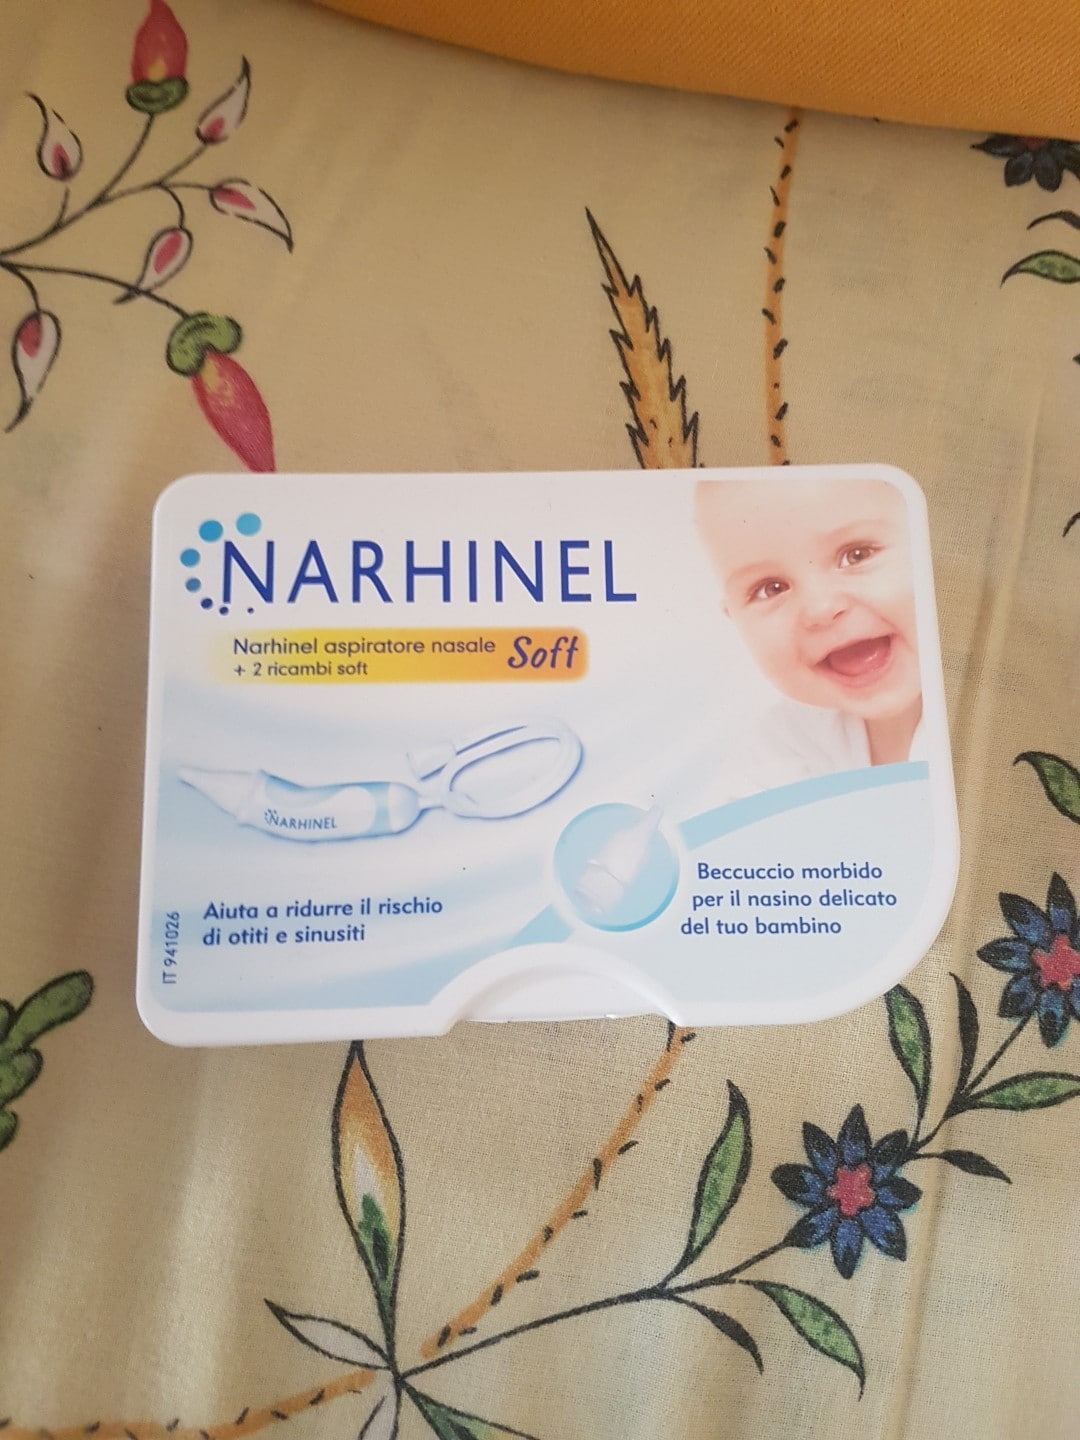 NARHINEL
Narhinel aspiratore nasale Soft
+ 2 ricambi soft
NARHINEL
Aiuta a ridurre il rischio
di otiti e sinusiti
Beccuccio morbido
per il nasino delicato
del tuo bambino
IT 941026